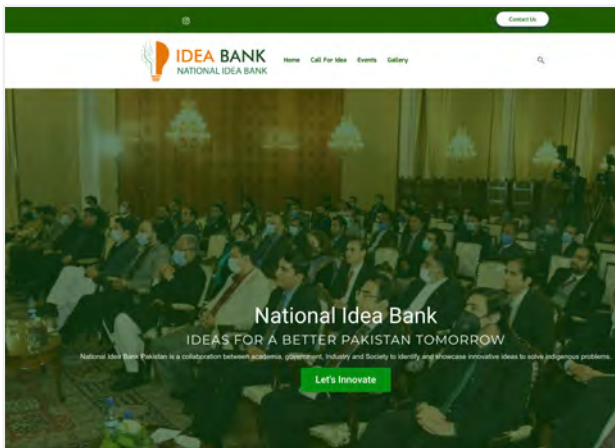 Contact Us
IDEA BANK
NATIONAL IDEA BANK
Home Call For Idea Events Gallery
National Idea Bank
IDEAS FOR A BETTER PAKISTAN TOMORROW
National Idea Bank Pakistan is a collaboration between academia, government, Industry and Society to identify and showcase innovative ideas to solve indigenous problems.
Let's Innovate